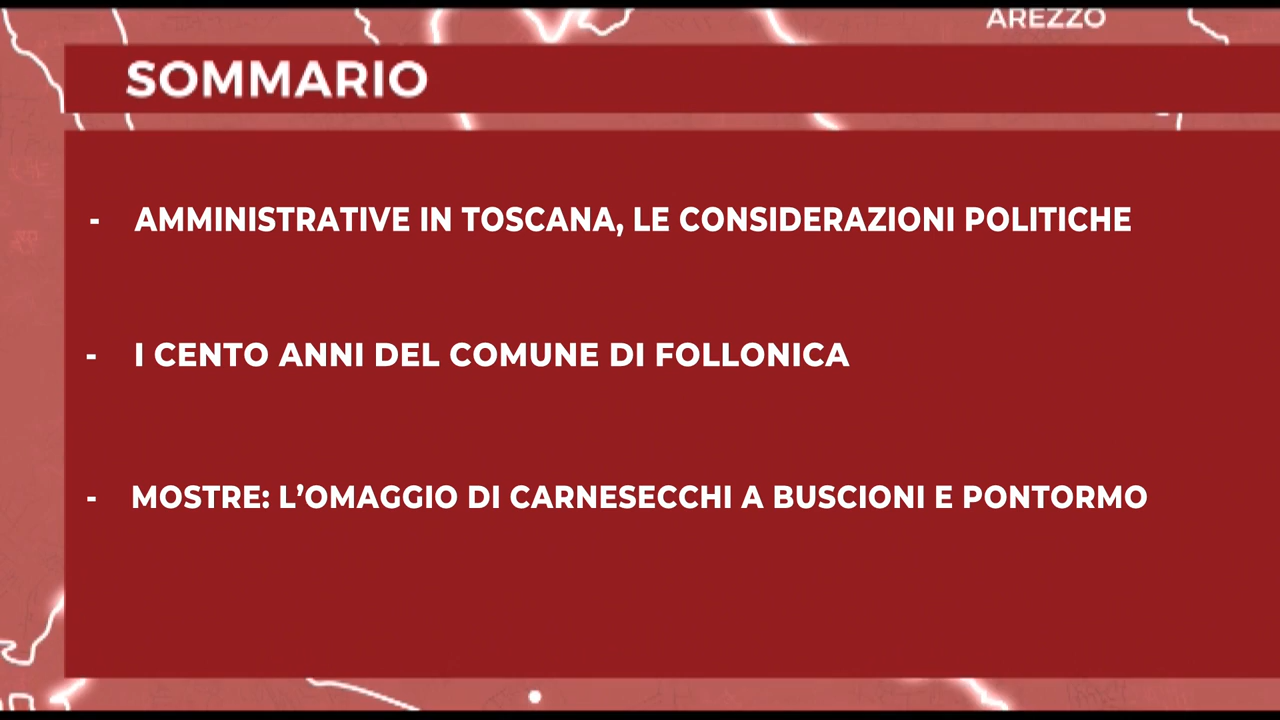 AREZZO
SOMMARIO
- AMMINISTRATIVE IN TOSCANA, LE CONSIDERAZIONI POLITICHE
- I CENTO ANNI DEL COMUNE DI FOLLONICA
- MOSTRE: L’OMAGGIO DI CARNESECCHI A BUSCIONI E PONTORMO